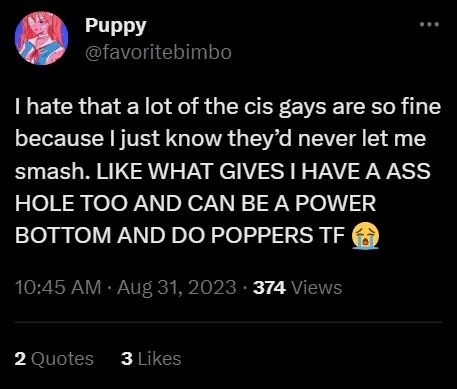 Puppy
@favoritebimbo
I hate that a lot of the cis gays are so fine
because I just know they’d never let me
smash. LIKE WHAT GIVES I HAVE A ASS
HOLE TOO AND CAN BE A POWER
BOTTOM AND DO POPPERS TF 😭
10:45 AM · Aug 31, 2023 · 374 Views
2 Quotes 3 Likes